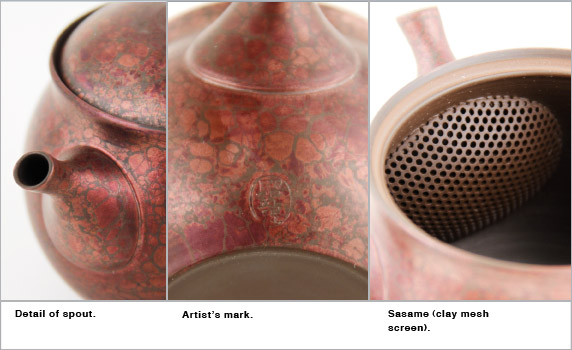 Detail of spout.
Artist's mark.
Sasame (clay mesh
screen).